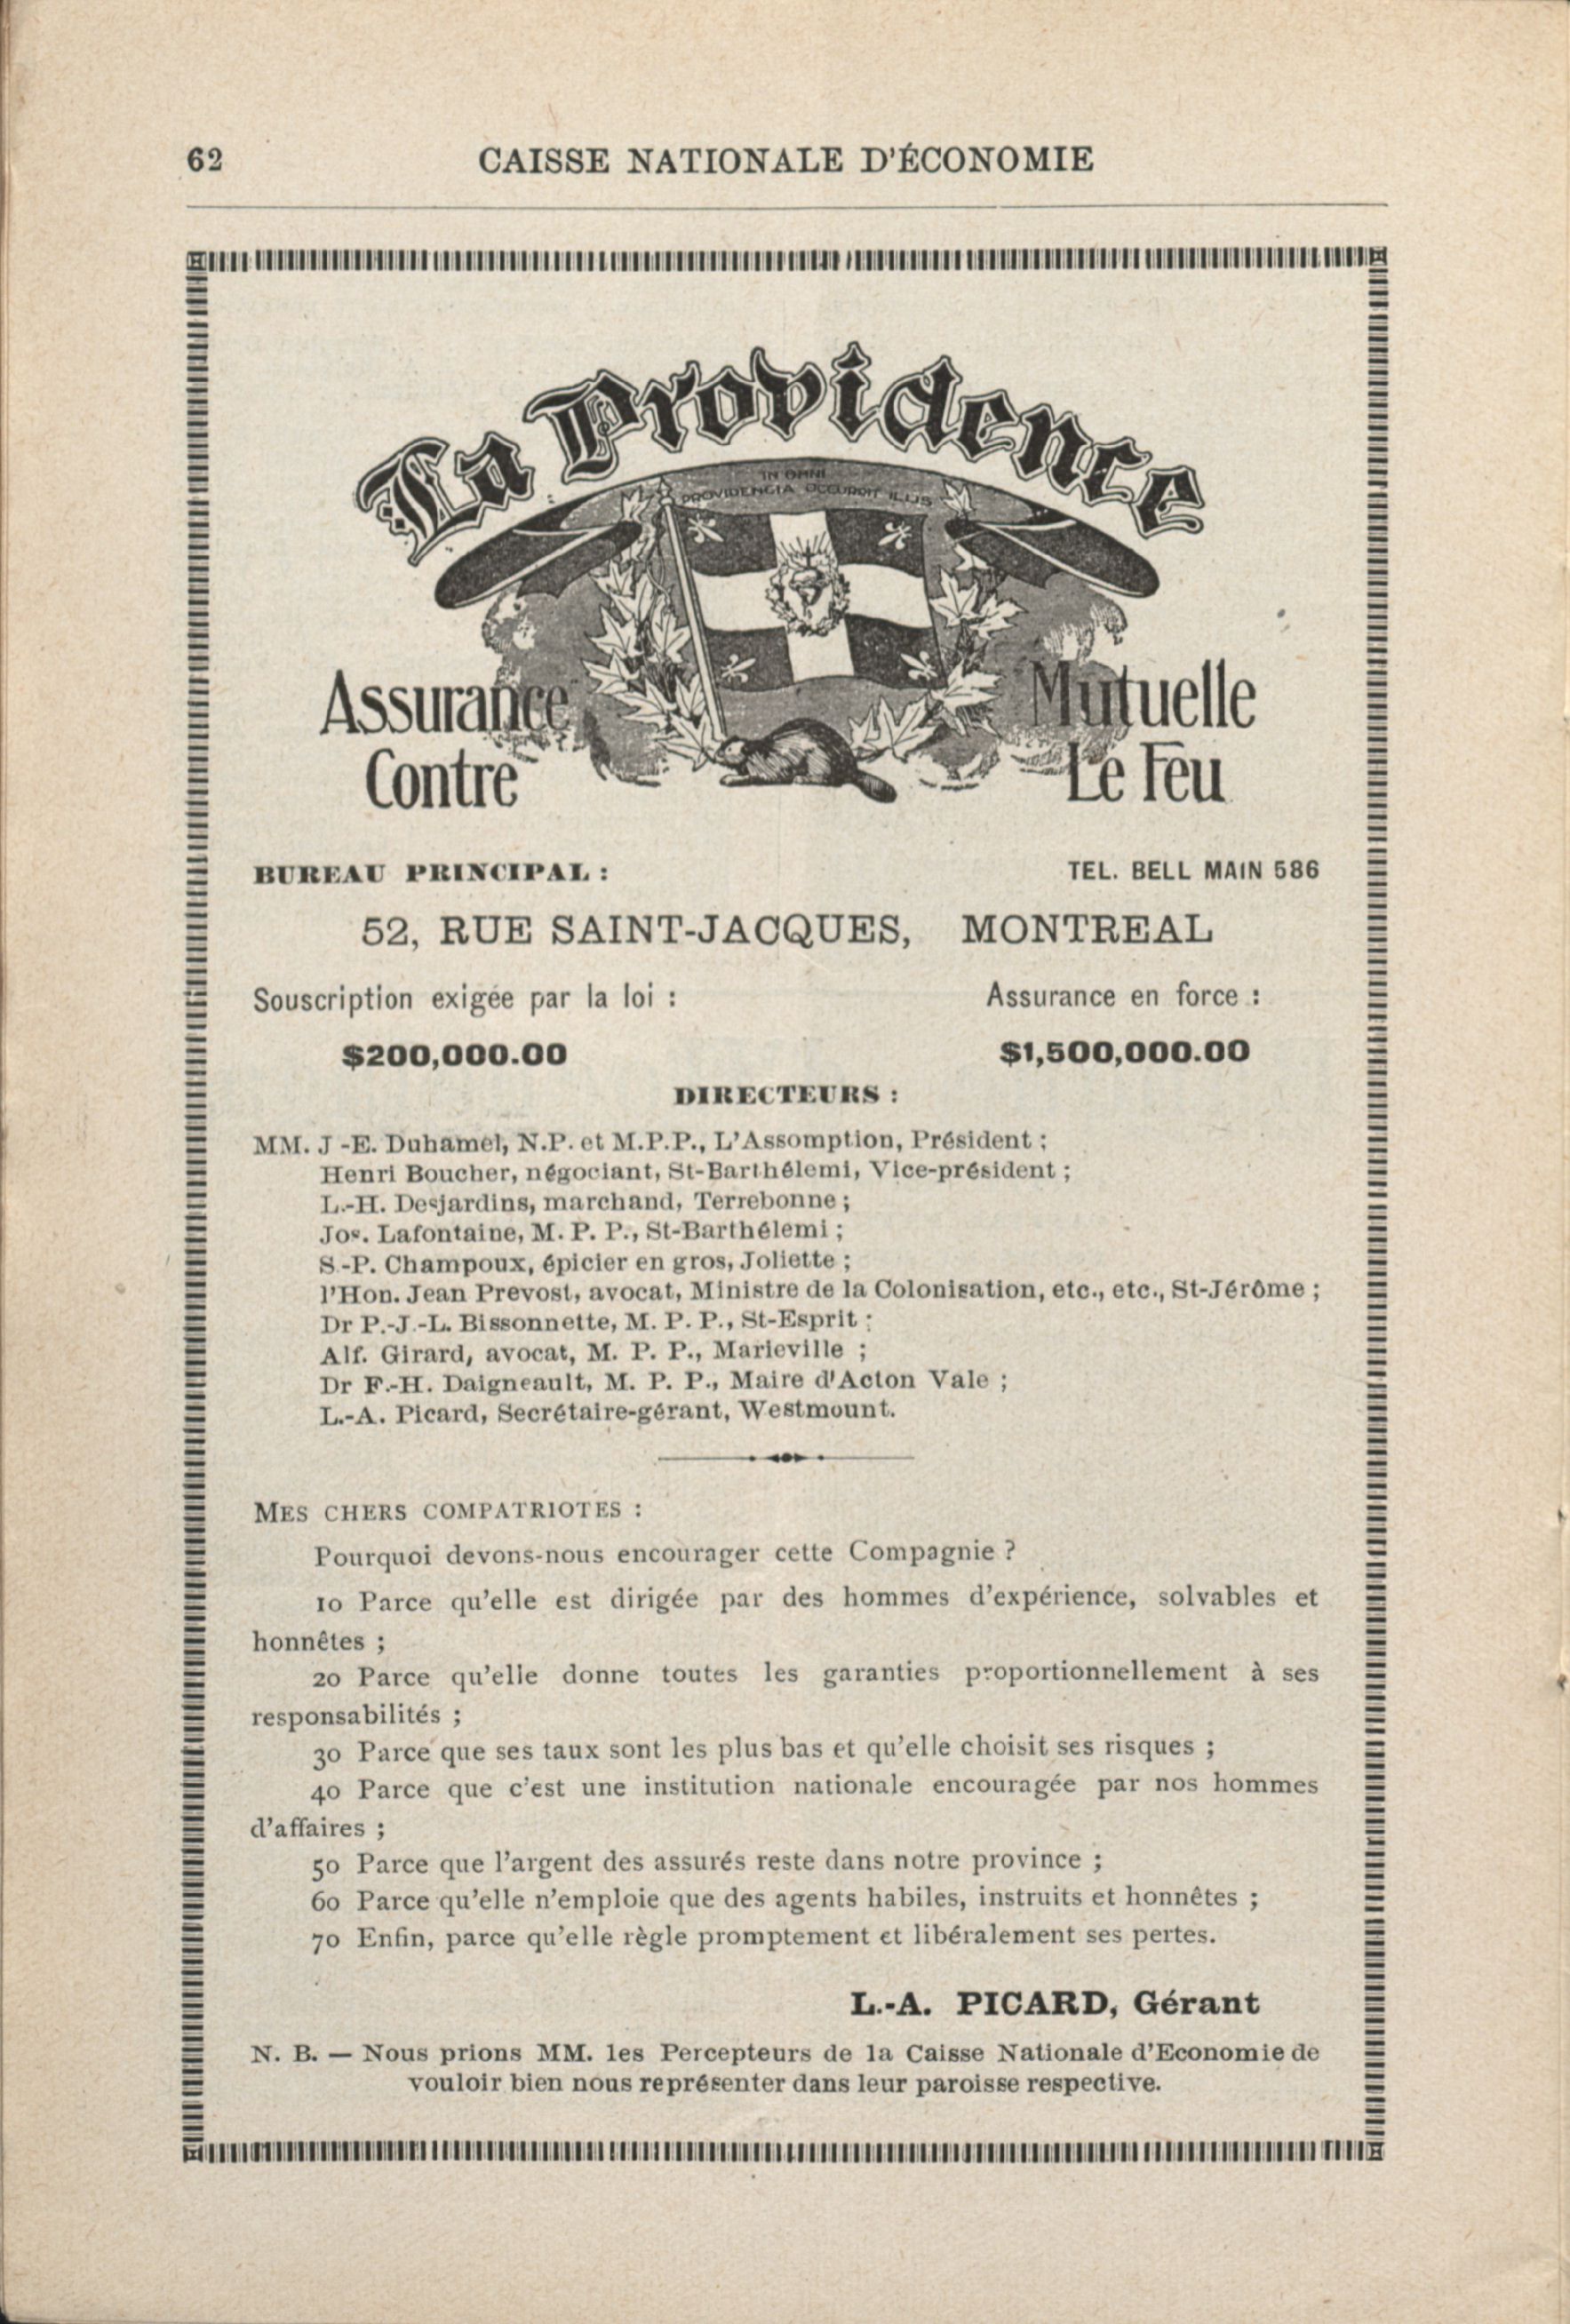 62
CAISSE NATIONALE D'ÉCONOMIE
La Providence
IN OMNI
PROVIDENCIA OCCURRIT ILLIS
Assurance Mutuelle
Contre Le Feu
BUREAU PRINCIPAL :
TEL. BELL MAIN 586
52, RUE SAINT-JACQUES, MONTREAL
Souscription exigée par la loi :
Assurance en force :
$200,000.00
$1,500,000.00
DIRECTEURS :
MM. J-E. Duhamel, N.P. et M.P.P., L'Assomption, Président ;
Henri Boucher, négociant, St-Barthélemi, Vice-président ;
L.-H. Desjardins, marchand, Terrebonne ;
Jos. Lafontaine, M. P. P., St-Barthélemi ;
S.-P. Champoux, épicier en gros, Joliette ;
l'Hon. Jean Prevost, avocat, Ministre de la Colonisation, etc., etc., St-Jérôme ;
Dr P.-J.-L. Bissonnette, M. P. P., St-Esprit ;
Alf. Girard, avocat, M. P. P., Marieville ;
Dr F.-H. Daigneault, M. P. P., Maire d'Acton Vale ;
L.-A. Picard, Secrétaire-gérant, Westmount.
MES CHERS COMPATRIOTES :
Pourquoi devons-nous encourager cette Compagnie ?
1o Parce qu'elle est dirigée par des hommes d'expérience, solvables et
honnêtes ;
2o Parce qu'elle donne toutes les garanties proportionnellement à ses
responsabilités ;
3o Parce que ses taux sont les plus bas et qu'elle choisit ses risques ;
4o Parce que c'est une institution nationale encouragée par nos hommes
d'affaires ;
5o Parce que l'argent des assurés reste dans notre province ;
6o Parce qu'elle n'emploie que des agents habiles, instruits et honnêtes ;
7o Enfin, parce qu'elle règle promptement et libéralement ses pertes.
L.-A. PICARD, Gérant
N. B. — Nous prions MM. les Percepteurs de la Caisse Nationale d'Economie de
vouloir bien nous représenter dans leur paroisse respective.